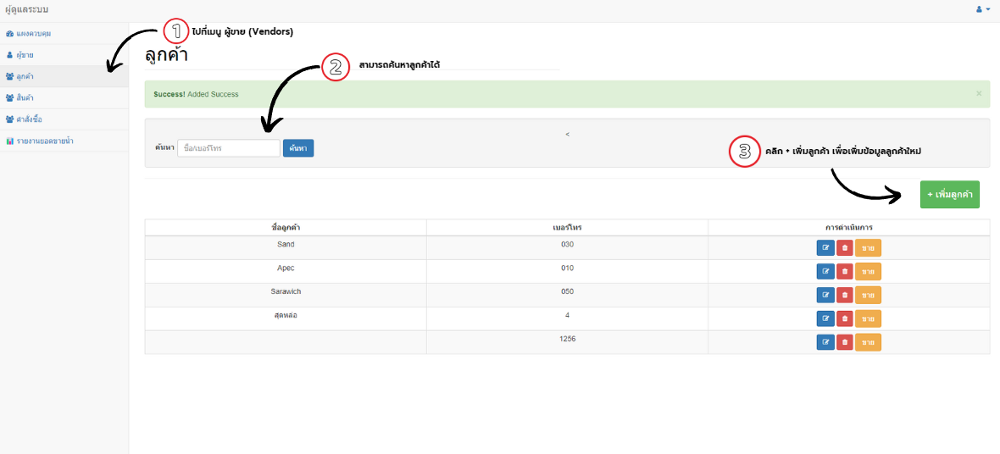 ผู้ดูแลระบบ
แผงควบคุม
ผู้ขาย
ลูกค้า
สินค้า
คำสั่งซื้อ
รายงานยอดขายน้ำ
1 ไปที่เมนู ผู้ขาย (Vendors)
ลูกค้า
2 สามารถค้นหาลูกค้าได้
Success! Added Success ×
<
ค้นหา ชื่อ/เบอร์โทร ค้นหา
3 คลิก + เพิ่มลูกค้า เพื่อเพิ่มข้อมูลลูกค้าใหม่
+ เพิ่มลูกค้า
ชื่อลูกค้า เบอร์โทร การดำเนินการ
Sand 030 ขาย
Apec 010 ขาย
Sarawich 050 ขาย
สุดหล่อ 4 ขาย
1256 ขาย